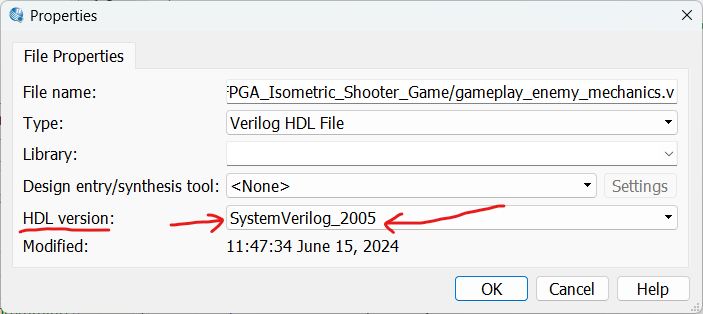 Properties
File Properties
File name: FPGA_Isometric_Shooter_Game/gameplay_enemy_mechanics.v
Type: Verilog HDL File
Library:
Design entry/synthesis tool: <None> Settings
HDL version: SystemVerilog_2005
Modified: 11:47:34 June 15, 2024
OK Cancel Help